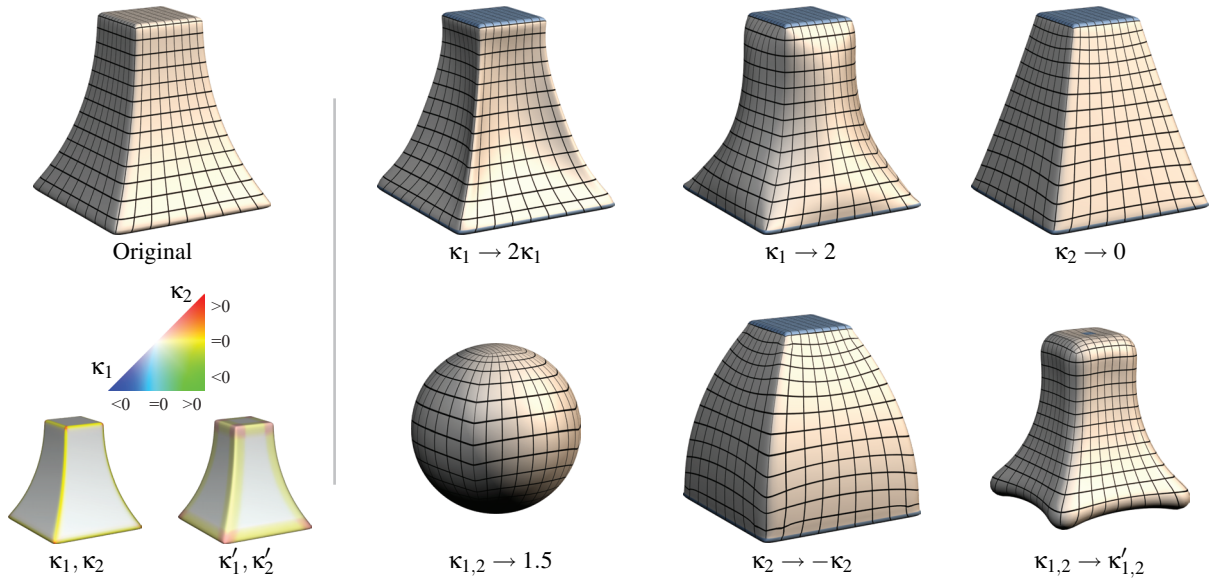 Original
κ₁ → 2κ₁
κ₁ → 2
κ₂ → 0
κ₂
>0
=0
<0
κ₁
<0 =0 >0
κ₁, κ₂
κ′₁, κ′₂
κ₁,₂ → 1.5
κ₂ → −κ₂
κ₁,₂ → κ′₁,₂